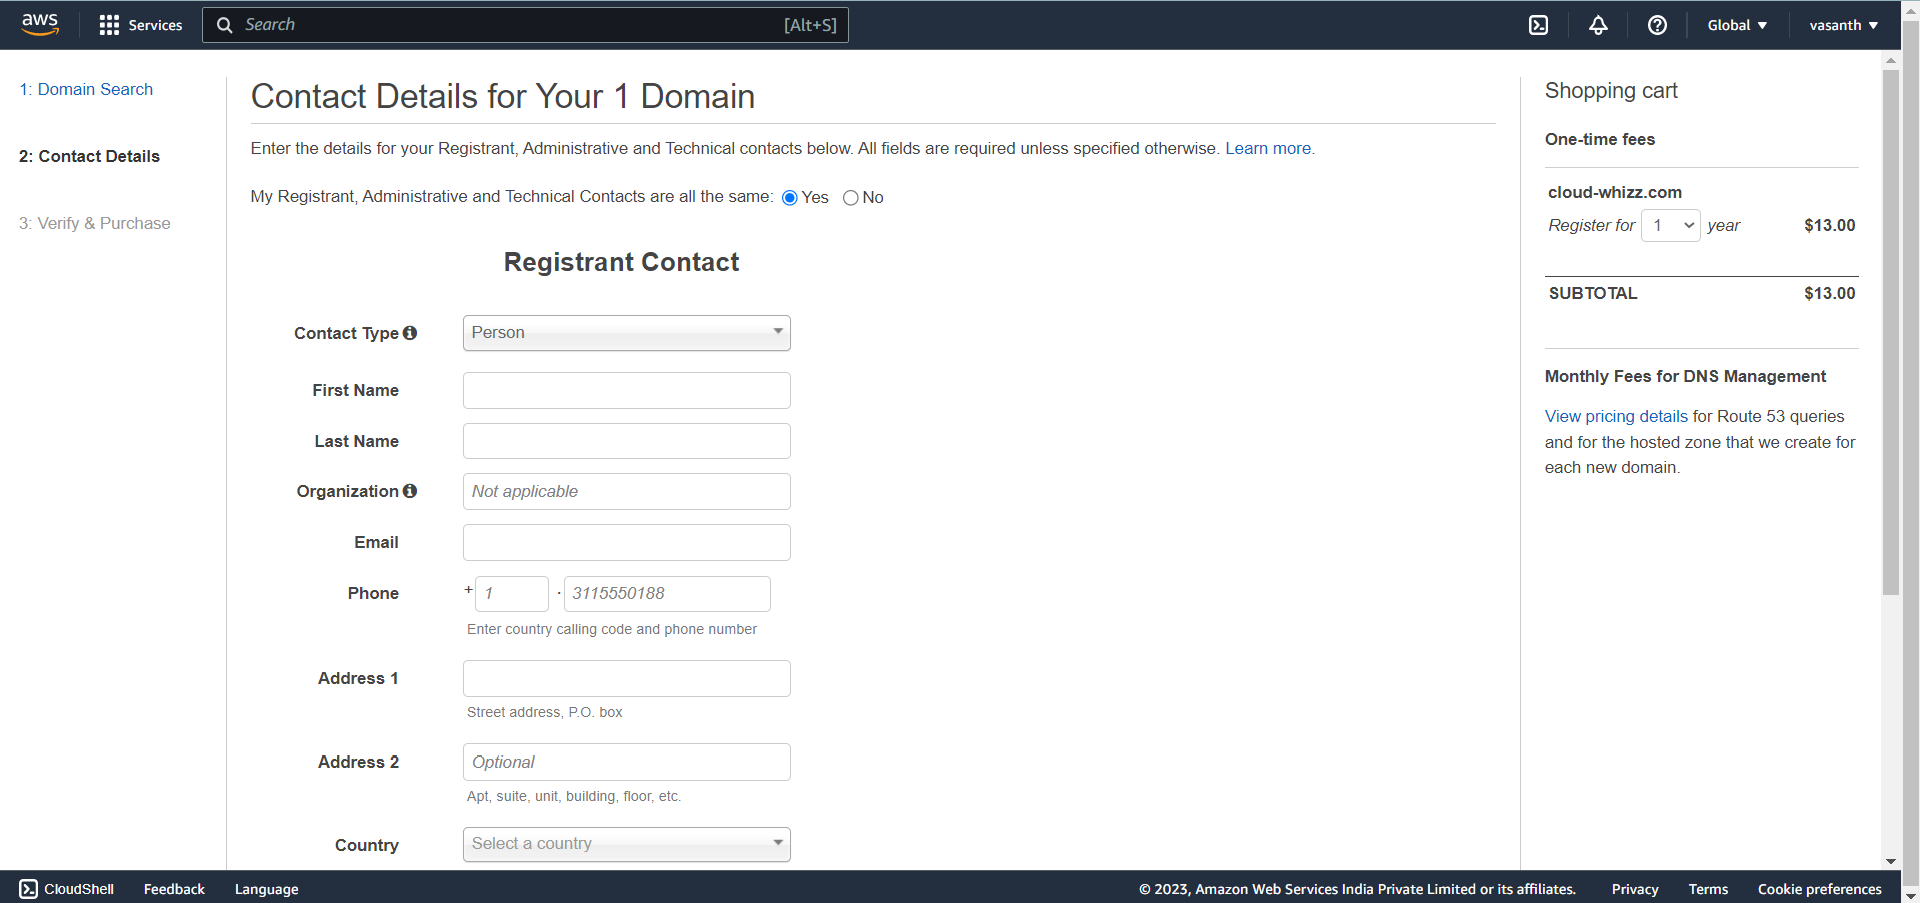 aws
Services
Search
[Alt+S]
Global
vasanth
1: Domain Search
2: Contact Details
3: Verify & Purchase
Contact Details for Your 1 Domain
Enter the details for your Registrant, Administrative and Technical contacts below. All fields are required unless specified otherwise. Learn more.
My Registrant, Administrative and Technical Contacts are all the same: Yes No
Registrant Contact
Contact Type Person
First Name
Last Name
Organization Not applicable
Email
Phone + 1 · 3115550188
Enter country calling code and phone number
Address 1
Street address, P.O. box
Address 2 Optional
Apt, suite, unit, building, floor, etc.
Country Select a country
Shopping cart
One-time fees
cloud-whizz.com
Register for 1 year $13.00
SUBTOTAL $13.00
Monthly Fees for DNS Management
View pricing details for Route 53 queries
and for the hosted zone that we create for
each new domain.
CloudShell Feedback Language
© 2023, Amazon Web Services India Private Limited or its affiliates. Privacy Terms Cookie preferences